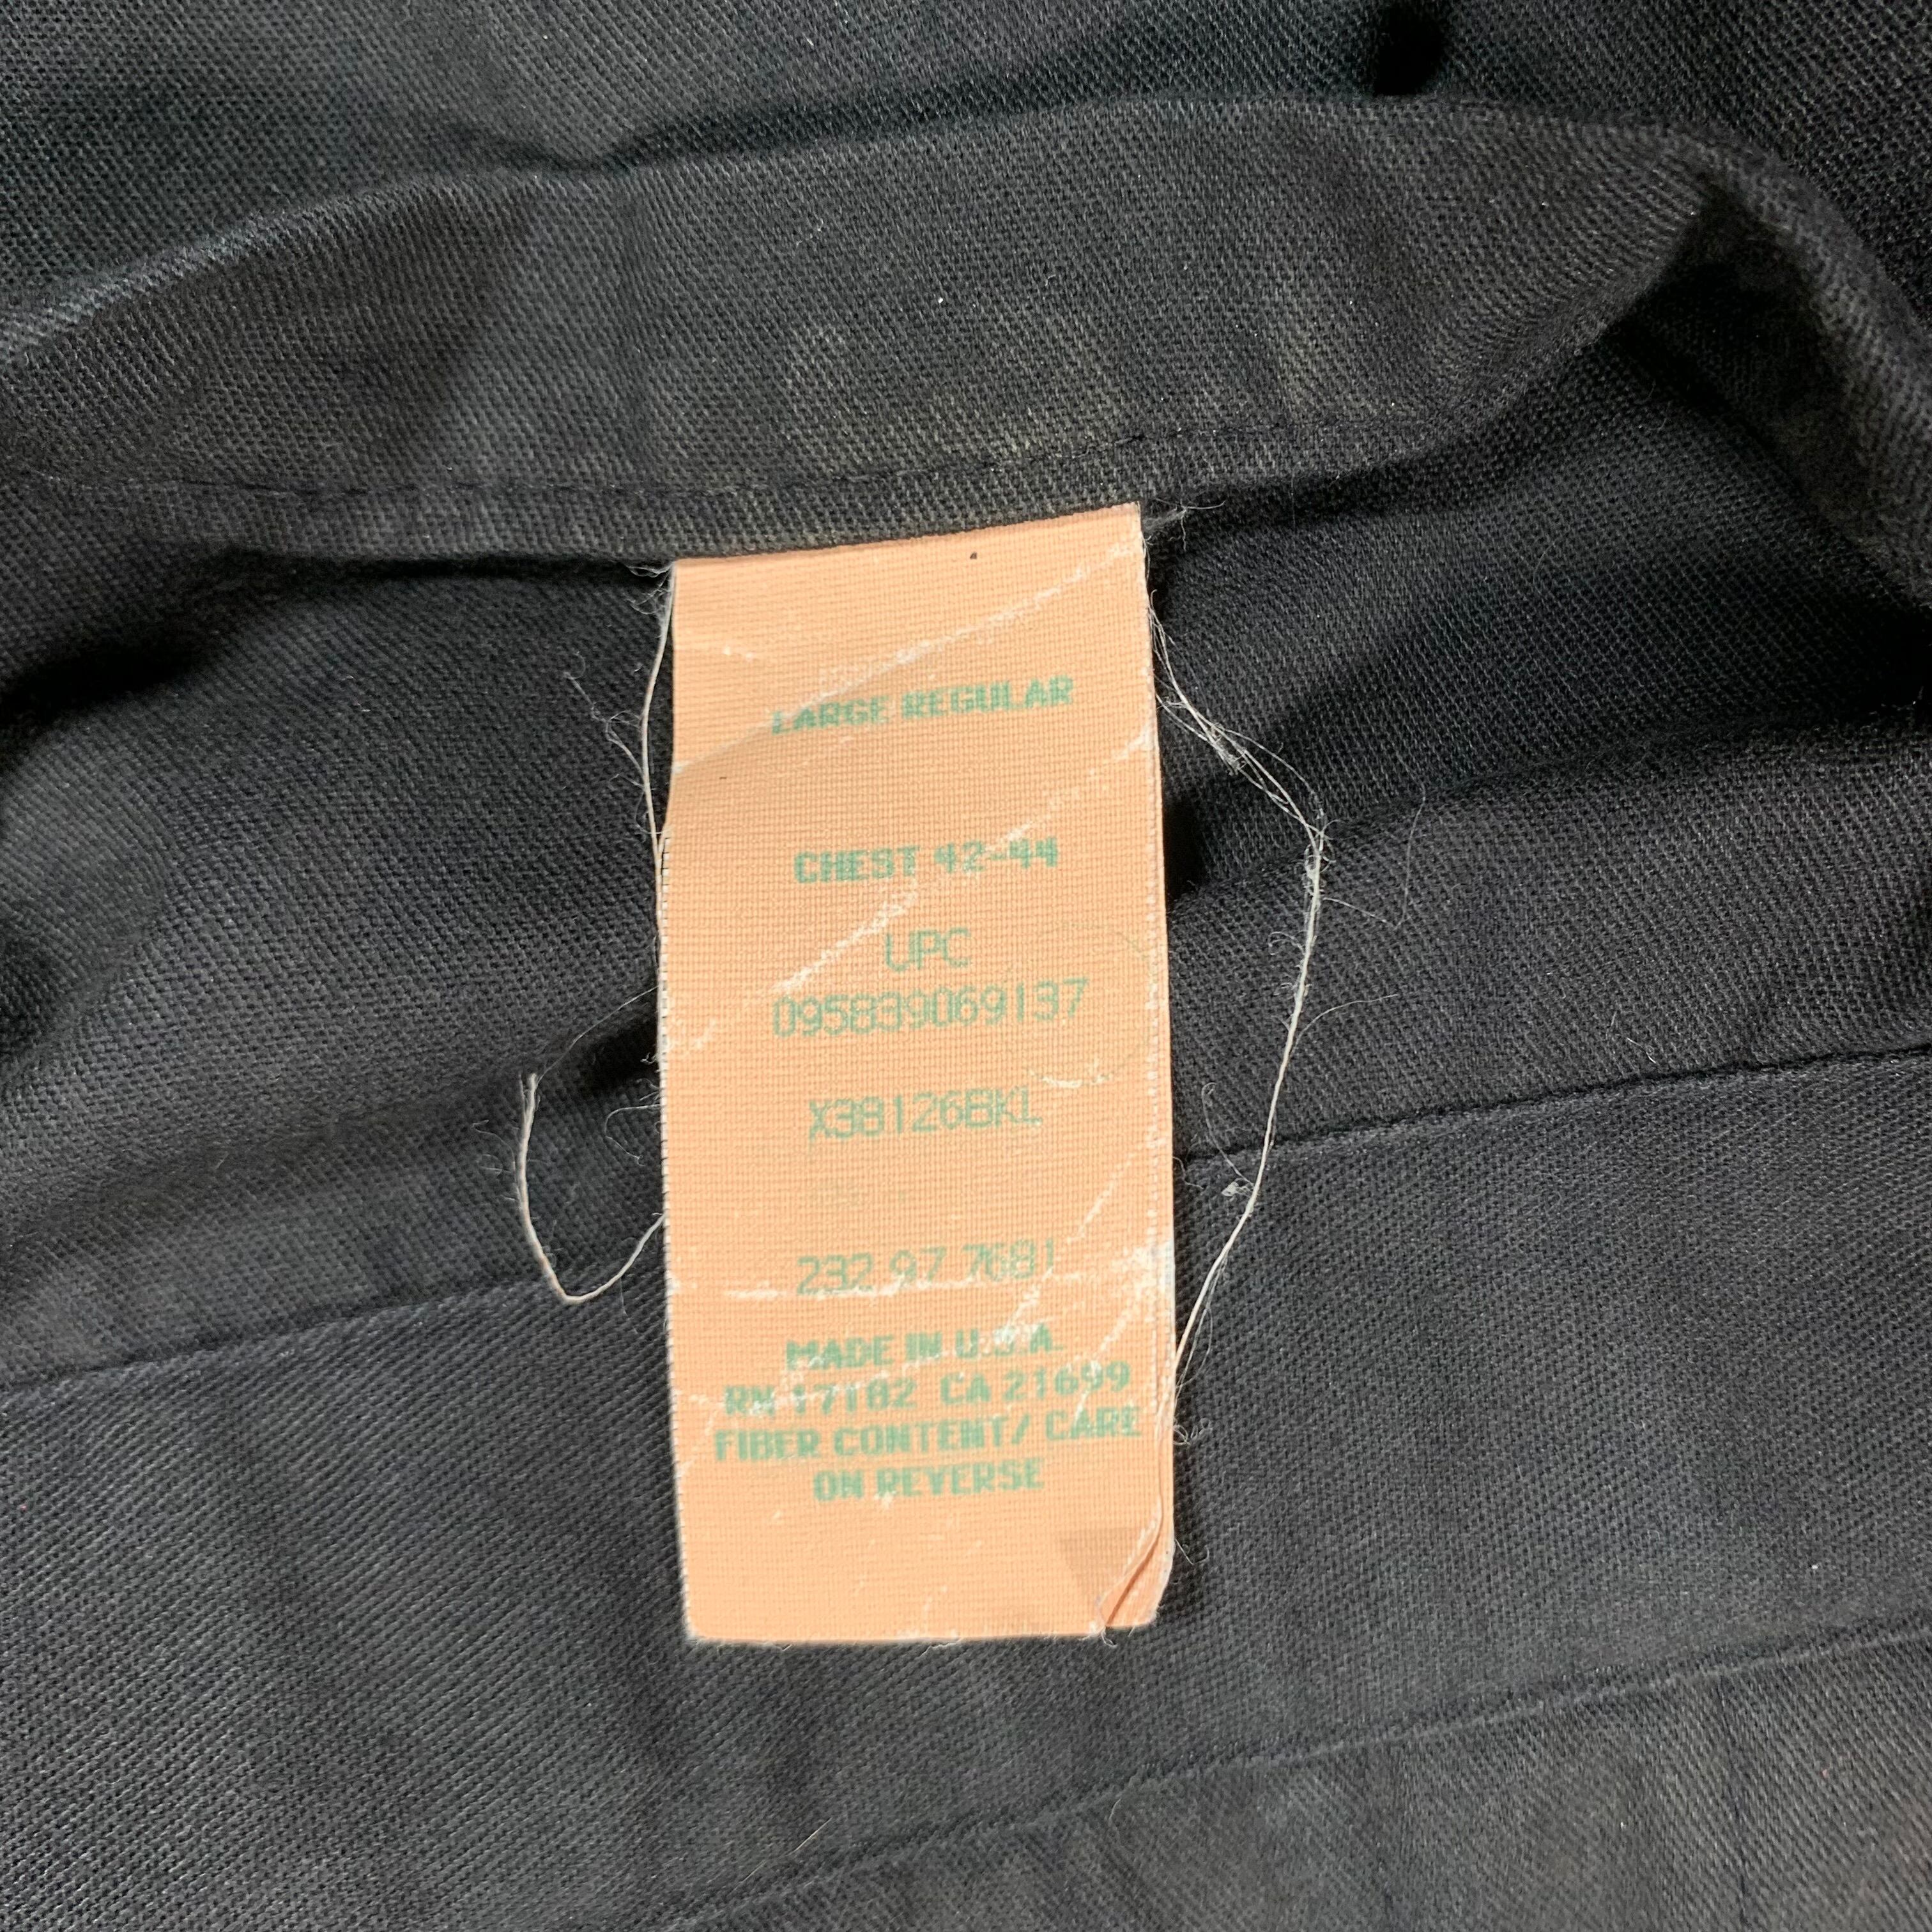 LARGE REGULAR
CHEST 42-44
UPC
095839069137
X38126BKL
232 97 7681
MADE IN U.S.A.
RN 17182 CA 21699
FIBER CONTENT/ CARE
ON REVERSE